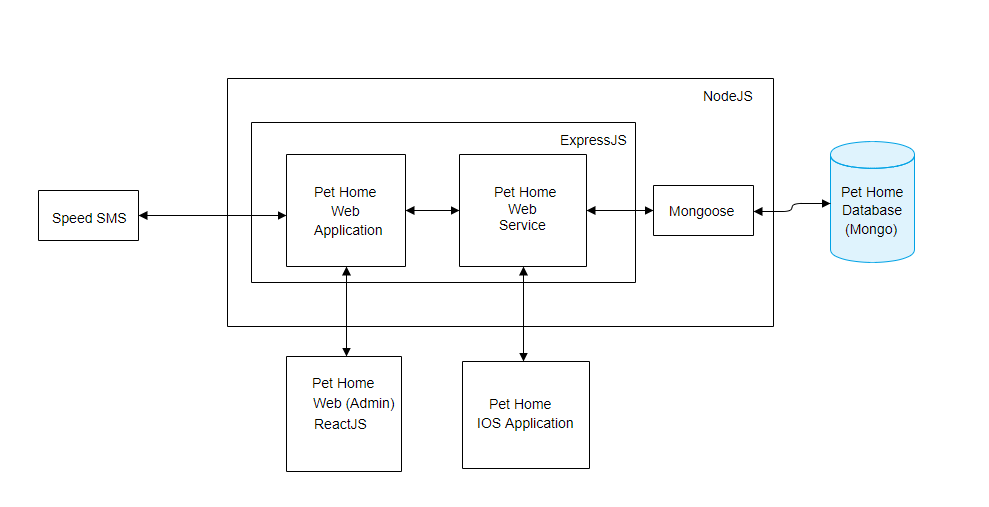 NodeJS
ExpressJS
Speed SMS
Pet Home
Web
Application
Pet Home
Web
Service
Mongoose
Pet Home
Database
(Mongo)
Pet Home
Web (Admin)
ReactJS
Pet Home
IOS Application